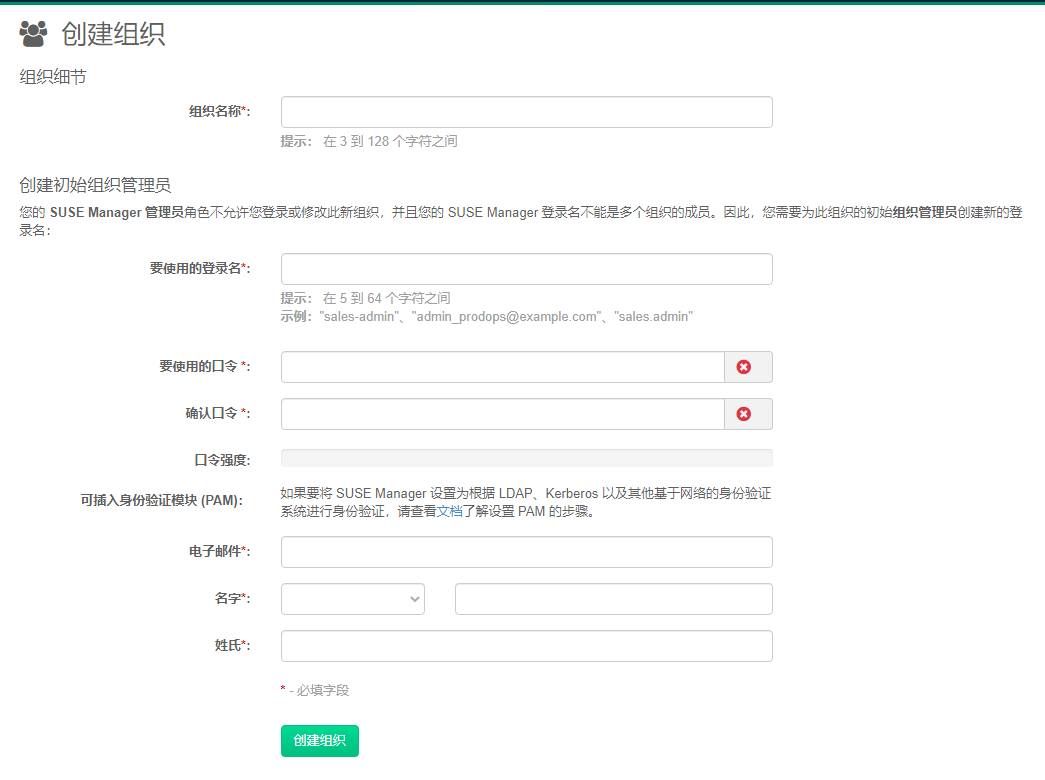 创建组织
组织细节
组织名称*:
提示: 在 3 到 128 个字符之间
创建初始组织管理员
您的 SUSE Manager 管理员角色不允许您登录或修改此新组织，并且您的 SUSE Manager 登录名不能是多个组织的成员。因此，您需要为此组织的初始组织管理员创建新的登
录名：
要使用的登录名*:
提示: 在 5 到 64 个字符之间
示例: "sales-admin"、"admin_prodops@example.com"、"sales.admin"
要使用的口令 *:
确认口令 *:
口令强度:
可插入身份验证模块 (PAM):
如果要将 SUSE Manager 设置为根据 LDAP、Kerberos 以及其他基于网络的身份验证
系统进行身份验证，请查看文档了解设置 PAM 的步骤。
电子邮件*:
名字*:
姓氏*:
* - 必填字段
创建组织